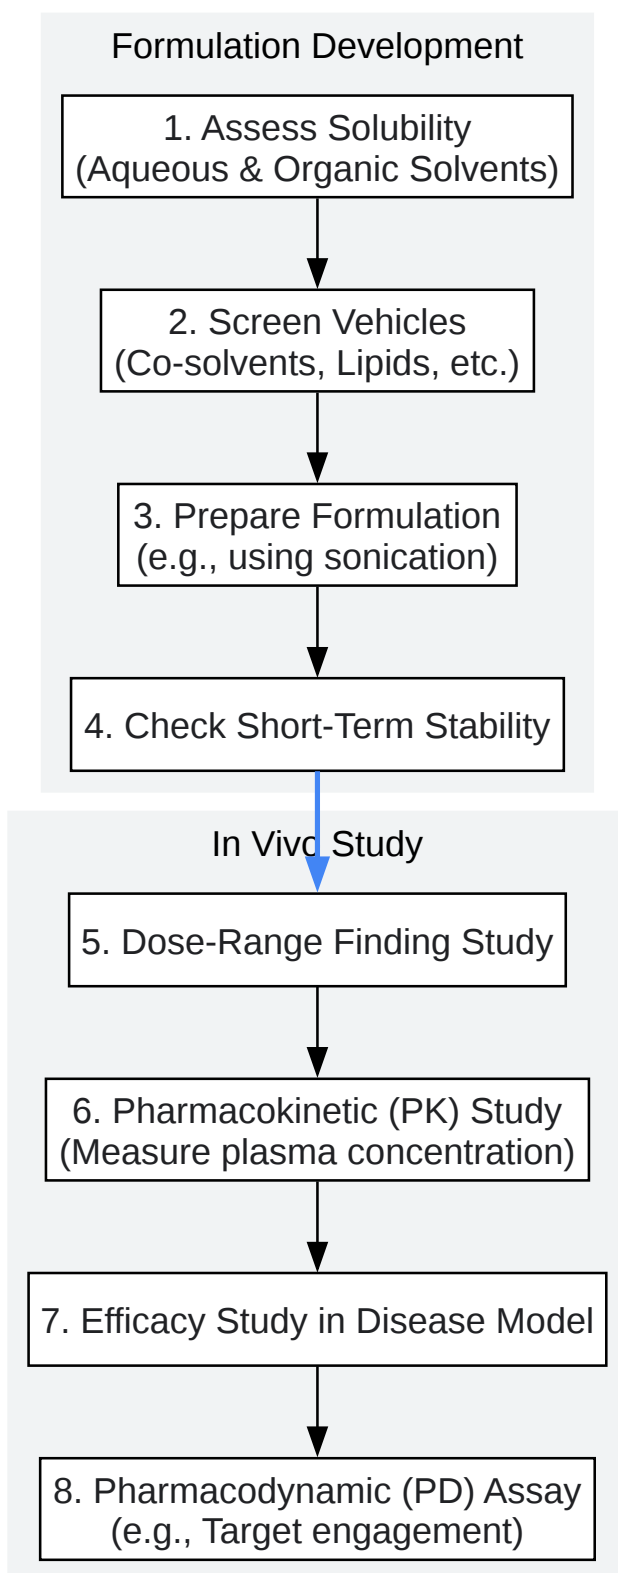 Formulation Development
1. Assess Solubility
(Aqueous & Organic Solvents)
2. Screen Vehicles
(Co-solvents, Lipids, etc.)
3. Prepare Formulation
(e.g., using sonication)
4. Check Short-Term Stability
In Vivo Study
5. Dose-Range Finding Study
6. Pharmacokinetic (PK) Study
(Measure plasma concentration)
7. Efficacy Study in Disease Model
8. Pharmacodynamic (PD) Assay
(e.g., Target engagement)